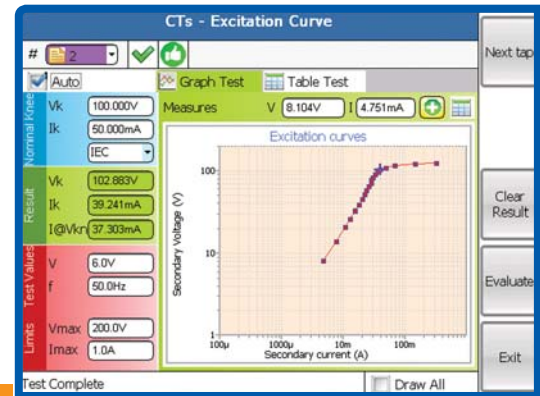 CTs - Excitation Curve
# 2
Next tap
Auto
Graph Test
Table Test
Nominal Knee
Vk 100.000V
Ik 50.000mA
IEC
Measures V 8.104V I 4.751mA
Excitation curves
Secondary Voltage (V)
100
10
1
100µ 1000µ 10m 100m
Secondary current (A)
Result
Vk 102.883V
Ik 39.241mA
I@Vkn 37.303mA
Clear
Result
Test Values
V 6.0V
f 50.0Hz
Evaluate
Limits
Vmax 200.0V
Imax 1.0A
Exit
Test Complete
Draw All